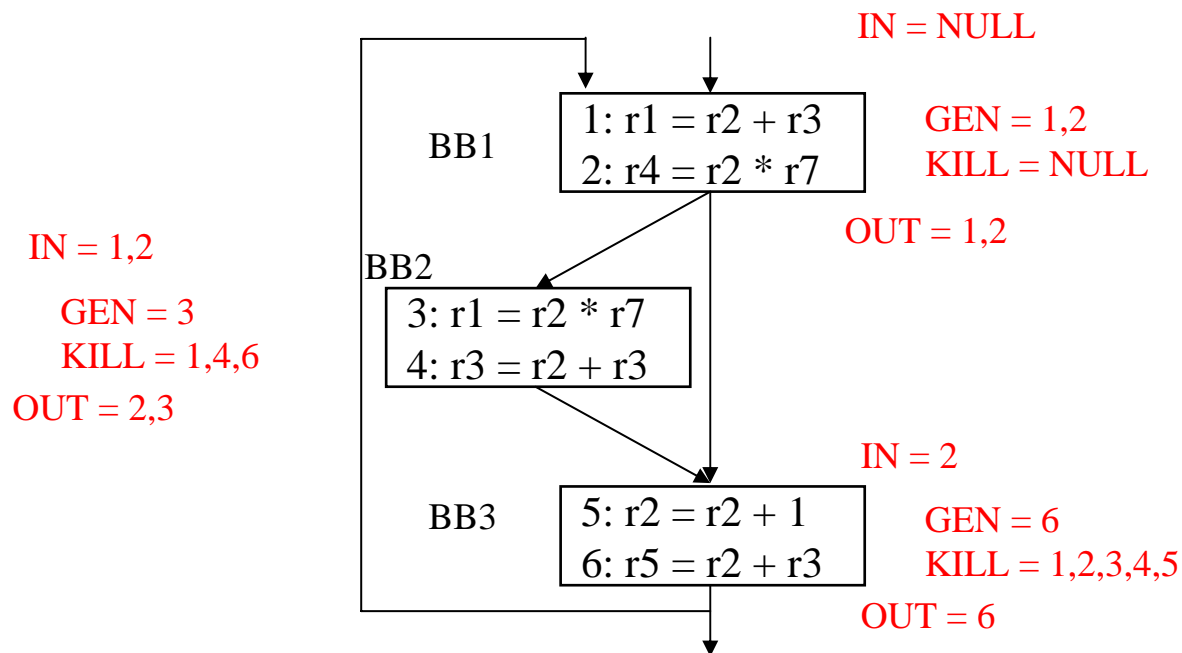 IN = NULL
BB1
1: r1 = r2 + r3
2: r4 = r2 * r7
GEN = 1,2
KILL = NULL
OUT = 1,2
IN = 1,2
BB2
GEN = 3
KILL = 1,4,6
OUT = 2,3
3: r1 = r2 * r7
4: r3 = r2 + r3
IN = 2
BB3
5: r2 = r2 + 1
6: r5 = r2 + r3
GEN = 6
KILL = 1,2,3,4,5
OUT = 6